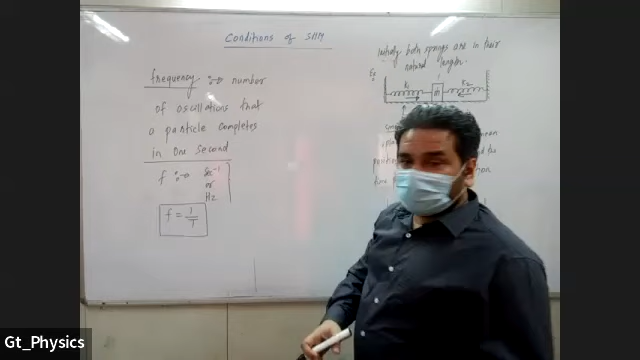 Conditions of SHM
frequency :→ number
of oscillations that
a particle completes
in one second
f :→ Sec⁻¹
or
Hz
f = 1/T
Initially both springs are in their
natural length.
Ex
K1
m
K2
Gt_Physics